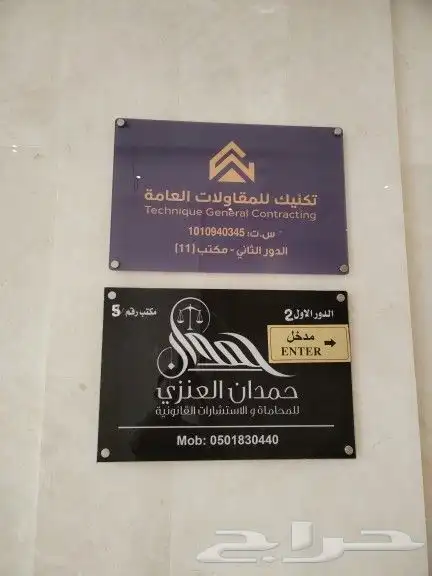 تكنيك للمقاولات العامة
Technique General Contracting
س.ت: 1010940345
الدور الثاني - مكتب (11)
الدور الاول 2
مكتب رقم / 5
مدخل
ENTER
حمدان العنزي
للمحاماة و الاستشارات القانونية
Mob: 0501830440
حراج